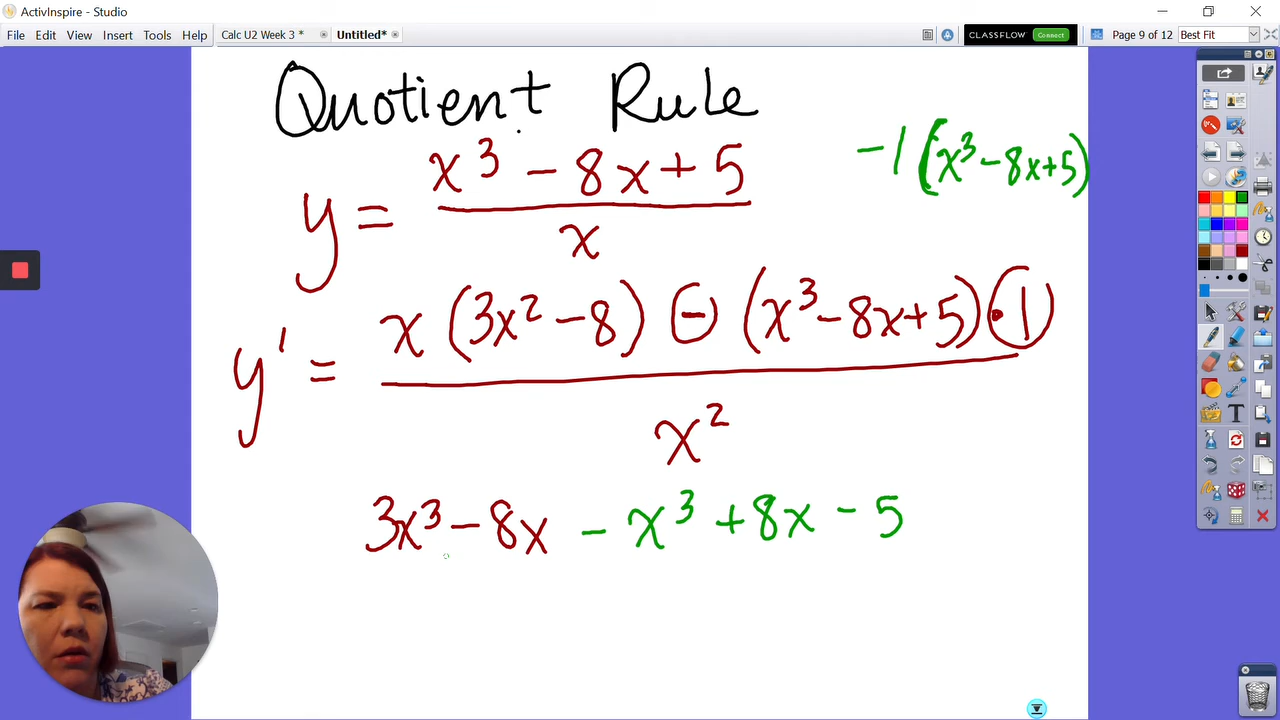 ActivInspire - Studio
File Edit View Insert Tools Help
Calc U2 Week 3 * Untitled*
CLASSFLOW Connect
Page 9 of 12 Best Fit
Quotient Rule
y = (x³ - 8x + 5) / x
-1 (x³ - 8x + 5)
y' = (x (3x² - 8) - (x³ - 8x + 5) • 1) / x²
3x³ - 8x - x³ + 8x - 5